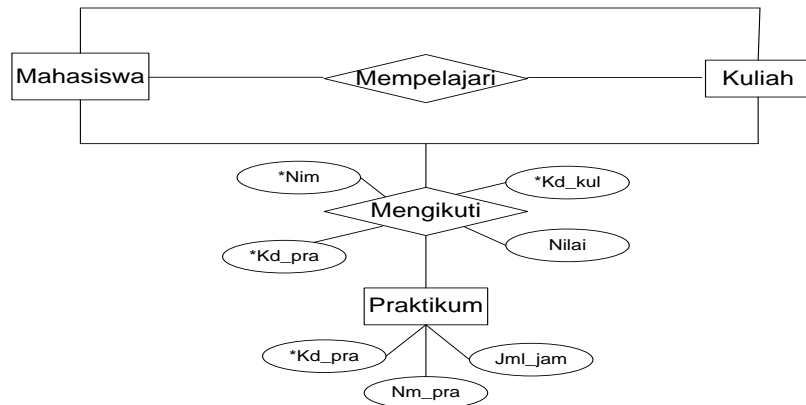 Mahasiswa
Mempelajari
Kuliah
*Nim
*Kd_kul
Mengikuti
*Kd_pra
Nilai
Praktikum
*Kd_pra
Jml_jam
Nm_pra